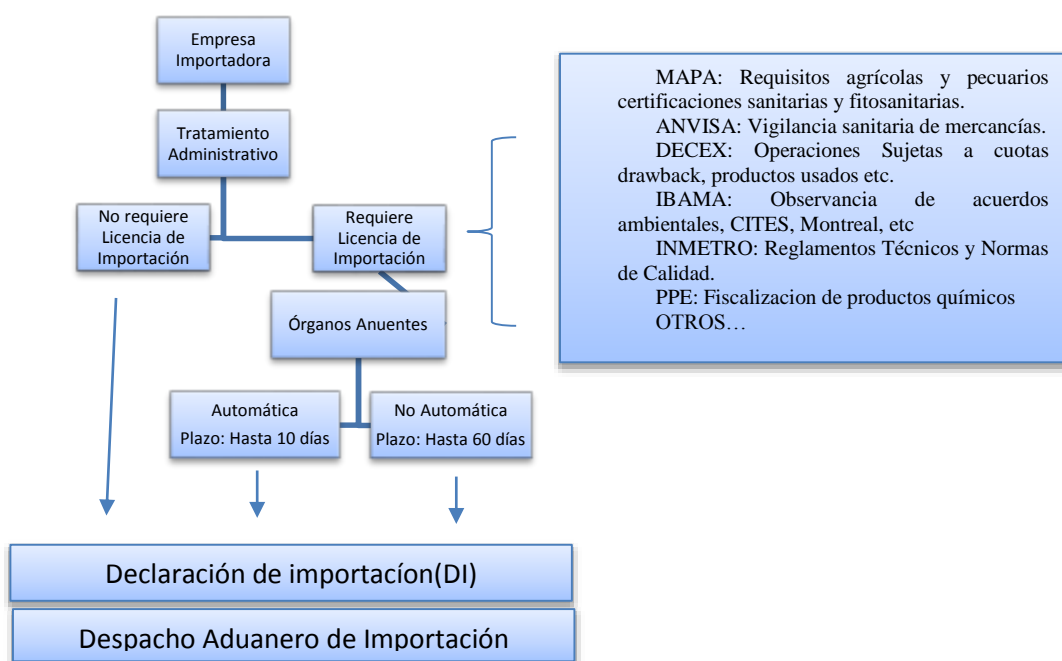 Empresa
Importadora
Tratamiento
Administrativo
No requiere
Licencia de
Importación
Requiere
Licencia de
Importación
Órganos Anuentes
Automática
Plazo: Hasta 10 días
No Automática
Plazo: Hasta 60 días
Declaración de importacíon(DI)
Despacho Aduanero de Importación
MAPA: Requisitos agrícolas y pecuarios
certificaciones sanitarias y fitosanitarias.
ANVISA: Vigilancia sanitaria de mercancías.
DECEX: Operaciones Sujetas a cuotas
drawback, productos usados etc.
IBAMA: Observancia de acuerdos
ambientales, CITES, Montreal, etc
INMETRO: Reglamentos Técnicos y Normas
de Calidad.
PPE: Fiscalizacion de productos químicos
OTROS…